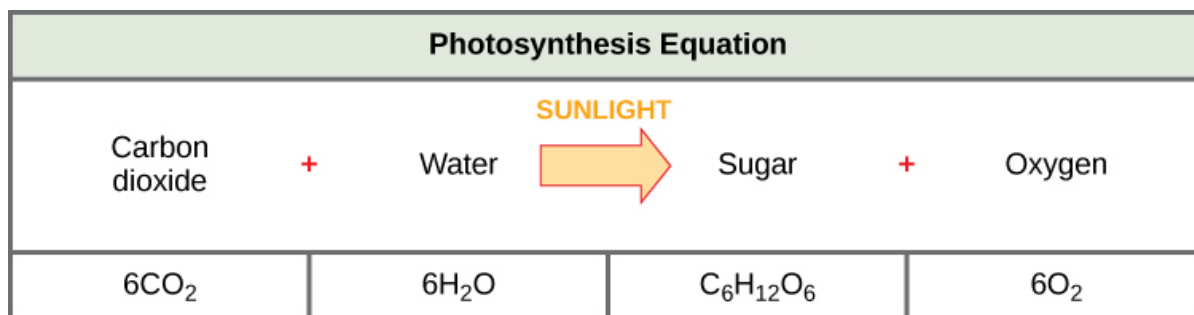 Photosynthesis Equation
SUNLIGHT
Carbon
dioxide
+
Water
Sugar
+
Oxygen
6CO₂
6H₂O
C₆H₁₂O₆
6O₂